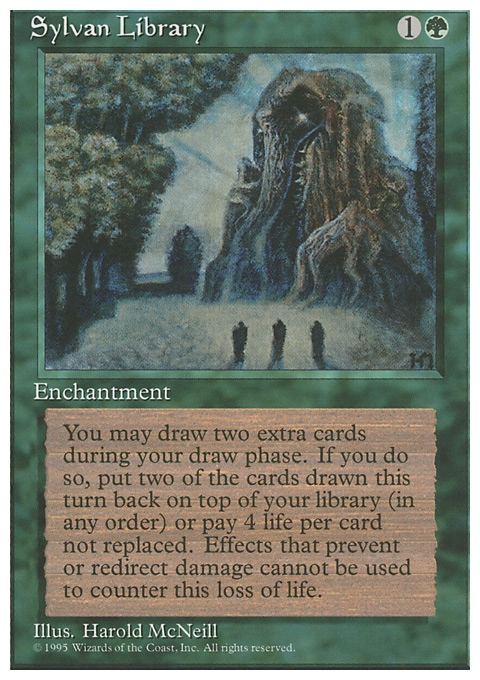 Sylvan Library 1
Enchantment
You may draw two extra cards
during your draw phase. If you do
so, put two of the cards drawn this
turn back on top of your library (in
any order) or pay 4 life per card
not replaced. Effects that prevent
or redirect damage cannot be used
to counter this loss of life.
Illus. Harold McNeill
© 1995 Wizards of the Coast, Inc. All rights reserved.